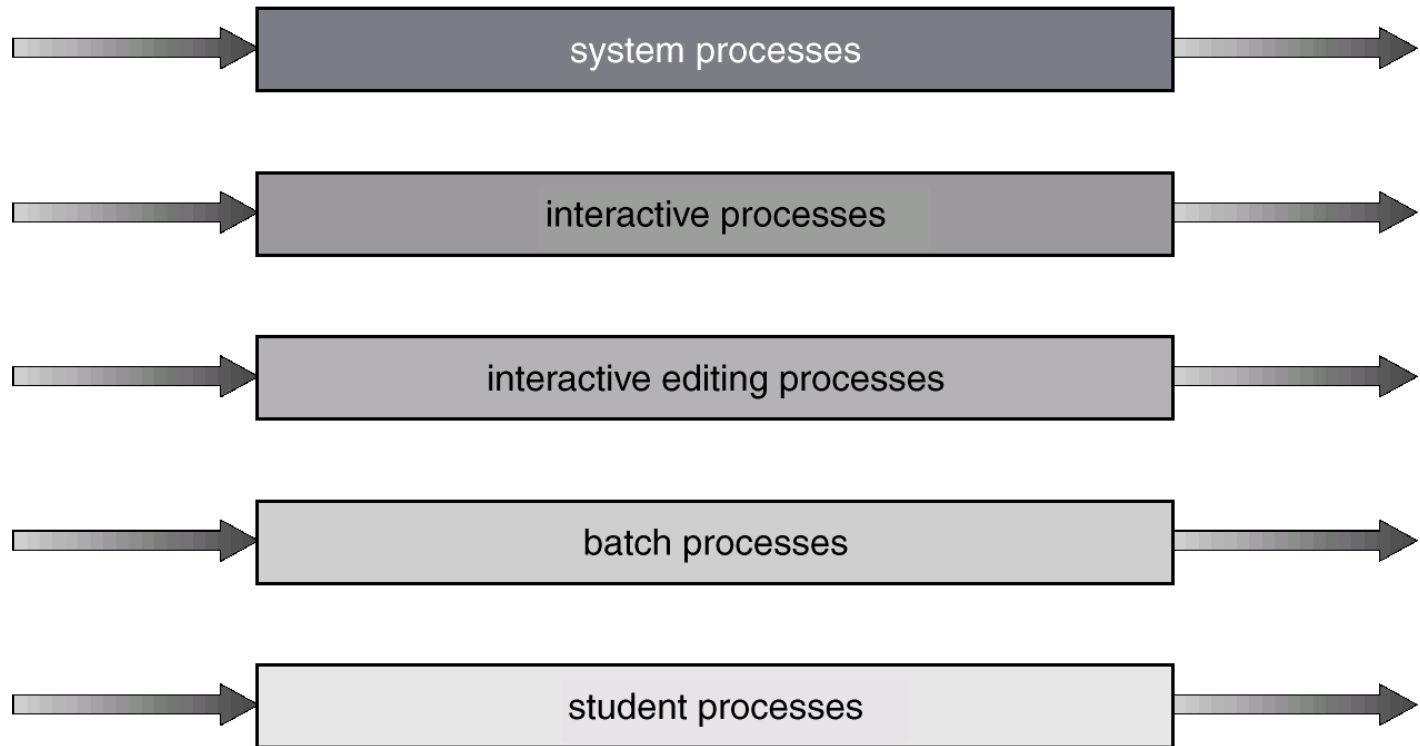 system processes
interactive processes
interactive editing processes
batch processes
student processes